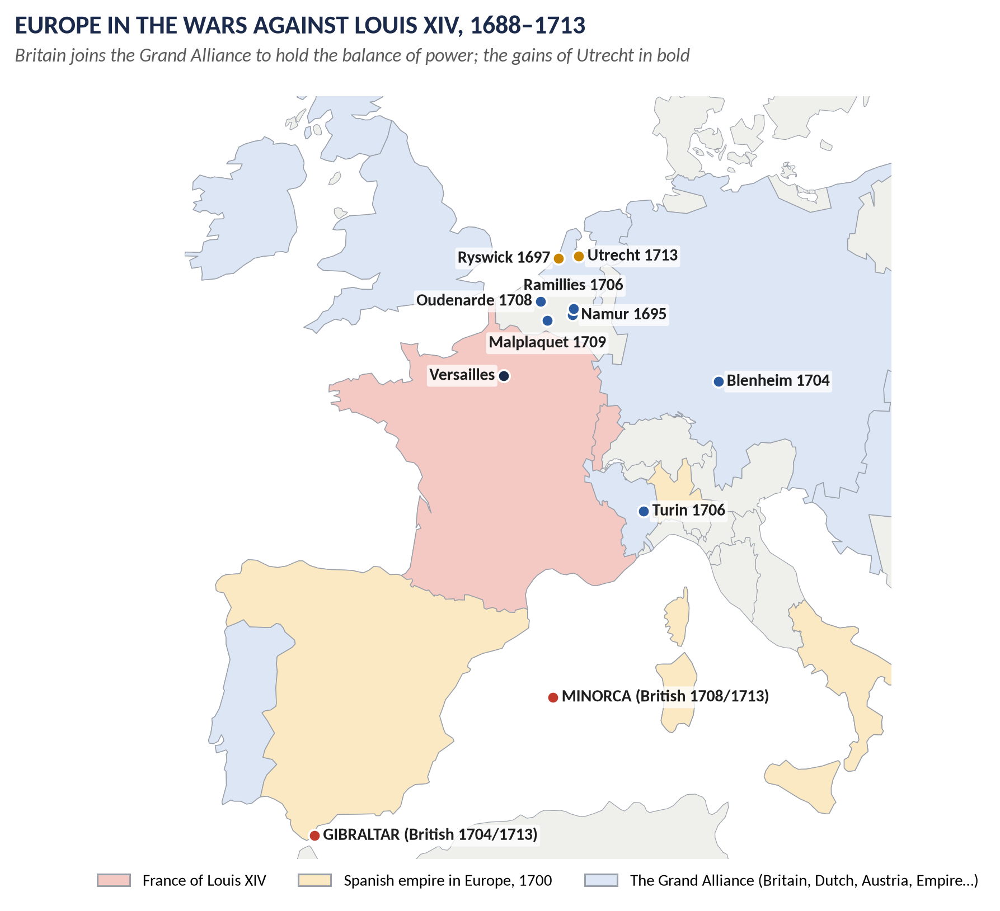 EUROPE IN THE WARS AGAINST LOUIS XIV, 1688–1713
Britain joins the Grand Alliance to hold the balance of power; the gains of Utrecht in bold
Ryswick 1697
Utrecht 1713
Ramillies 1706
Oudenarde 1708
Namur 1695
Malplaquet 1709
Versailles
Blenheim 1704
Turin 1706
MINORCA (British 1708/1713)
GIBRALTAR (British 1704/1713)
France of Louis XIV
Spanish empire in Europe, 1700
The Grand Alliance (Britain, Dutch, Austria, Empire...)